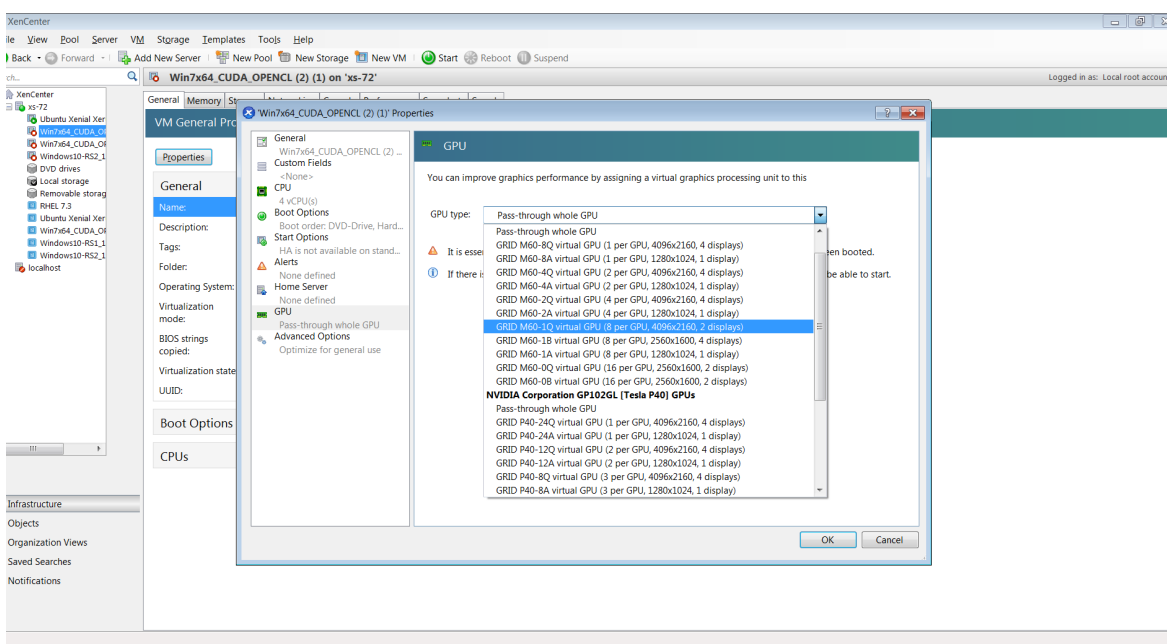 XenCenter
le View Pool Server VM Storage Templates Tools Help
Back Forward Add New Server New Pool New Storage New VM Start Reboot Suspend
ch...
Win7x64_CUDA_OPENCL (2) (1) on 'xs-72'
Logged in as: Local root accoun
XenCenter
xs-72
Ubuntu Xenial Xer
Win7x64_CUDA_OI
Win7x64_CUDA_OF
Windows10-RS2_1
DVD drives
Local storage
Removable storag
RHEL 7.3
Ubuntu Xenial Xer
Win7x64_CUDA_OF
Windows10-RS1_1
Windows10-RS2_1
localhost
Infrastructure
Objects
Organization Views
Saved Searches
Notifications
General Memory St
VM General Pro
Properties
General
Name:
Description:
Tags:
Folder:
Operating System:
Virtualization
mode:
BIOS strings
copied:
Virtualization state
UUID:
Boot Options
CPUs
'Win7x64_CUDA_OPENCL (2) (1)' Properties
General
Win7x64_CUDA_OPENCL (2) ...
Custom Fields
<None>
CPU
4 vCPU(s)
Boot Options
Boot order: DVD-Drive, Hard...
Start Options
HA is not available on stand...
Alerts
None defined
Home Server
None defined
GPU
Pass-through whole GPU
Advanced Options
Optimize for general use
GPU
You can improve graphics performance by assigning a virtual graphics processing unit to this
GPU type: Pass-through whole GPU
It is esse
een booted.
If there i
be able to start.
Pass-through whole GPU
GRID M60-8Q virtual GPU (1 per GPU, 4096x2160, 4 displays)
GRID M60-8A virtual GPU (1 per GPU, 1280x1024, 1 display)
GRID M60-4Q virtual GPU (2 per GPU, 4096x2160, 4 displays)
GRID M60-4A virtual GPU (2 per GPU, 1280x1024, 1 display)
GRID M60-2Q virtual GPU (4 per GPU, 4096x2160, 4 displays)
GRID M60-2A virtual GPU (4 per GPU, 1280x1024, 1 display)
GRID M60-1Q virtual GPU (8 per GPU, 4096x2160, 2 displays)
GRID M60-1B virtual GPU (8 per GPU, 2560x1600, 4 displays)
GRID M60-1A virtual GPU (8 per GPU, 1280x1024, 1 display)
GRID M60-0Q virtual GPU (16 per GPU, 2560x1600, 2 displays)
GRID M60-0B virtual GPU (16 per GPU, 2560x1600, 2 displays)
NVIDIA Corporation GP102GL [Tesla P40] GPUs
Pass-through whole GPU
GRID P40-24Q virtual GPU (1 per GPU, 4096x2160, 4 displays)
GRID P40-24A virtual GPU (1 per GPU, 1280x1024, 1 display)
GRID P40-12Q virtual GPU (2 per GPU, 4096x2160, 4 displays)
GRID P40-12A virtual GPU (2 per GPU, 1280x1024, 1 display)
GRID P40-8Q virtual GPU (3 per GPU, 4096x2160, 4 displays)
GRID P40-8A virtual GPU (3 per GPU, 1280x1024, 1 display)
OK Cancel